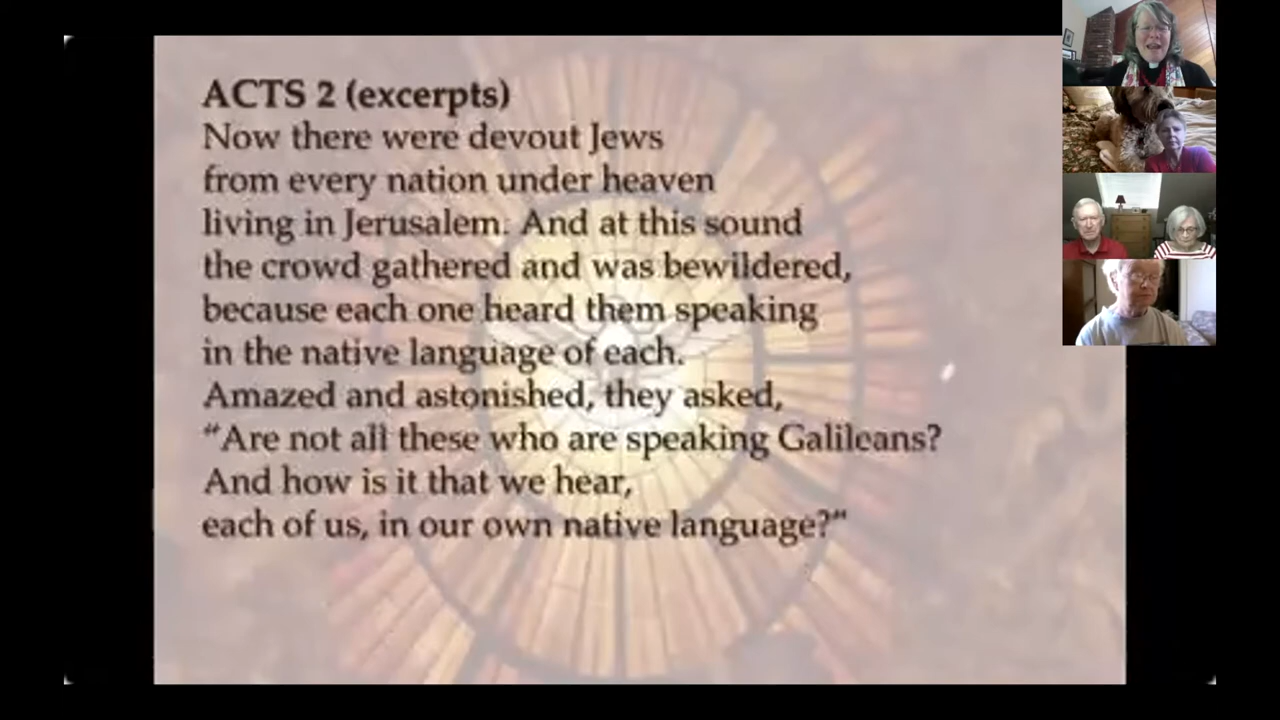 ACTS 2 (excerpts)
Now there were devout Jews
from every nation under heaven
living in Jerusalem. And at this sound
the crowd gathered and was bewildered,
because each one heard them speaking
in the native language of each.
Amazed and astonished, they asked,
“Are not all these who are speaking Galileans?
And how is it that we hear,
each of us, in our own native language?”